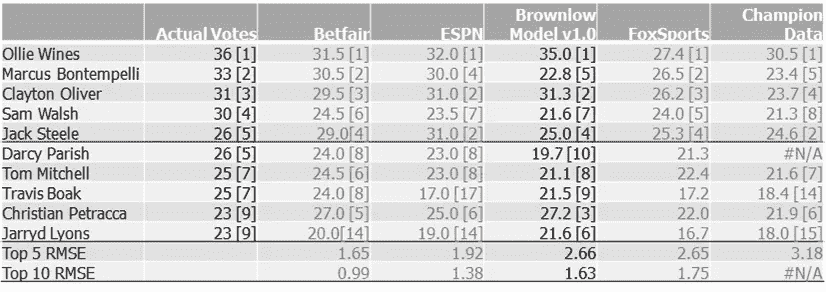 Actual Votes Betfair ESPN Brownlow Model v1.0 FoxSports Champion Data
Ollie Wines 36 [1] 31.5 [1] 32.0 [1] 35.0 [1] 27.4 [1] 30.5 [1]
Marcus Bontempelli 33 [2] 30.5 [2] 30.0 [4] 22.8 [5] 26.5 [2] 23.4 [5]
Clayton Oliver 31 [3] 29.5 [3] 31.0 [2] 31.3 [2] 26.2 [3] 23.7 [4]
Sam Walsh 30 [4] 24.5 [6] 23.5 [7] 21.6 [7] 24.0 [5] 21.3 [8]
Jack Steele 26 [5] 29.0[4] 31.0 [2] 25.0 [4] 25.3 [4] 24.6 [2]
Darcy Parish 26 [5] 24.0 [8] 23.0 [8] 19.7 [10] 21.3 #N/A
Tom Mitchell 25 [7] 24.5 [6] 23.0 [8] 21.1 [8] 22.4 21.6 [7]
Travis Boak 25 [7] 24.0 [8] 17.0 [17] 21.5 [9] 17.2 18.4 [14]
Christian Petracca 23 [9] 27.0 [5] 25.0 [6] 27.2 [3] 22.0 21.9 [6]
Jarryd Lyons 23 [9] 20.0[14] 19.0 [14] 21.6 [6] 16.7 18.0 [15]
Top 5 RMSE 1.65 1.92 2.66 2.65 3.18
Top 10 RMSE 0.99 1.38 1.63 1.75 #N/A